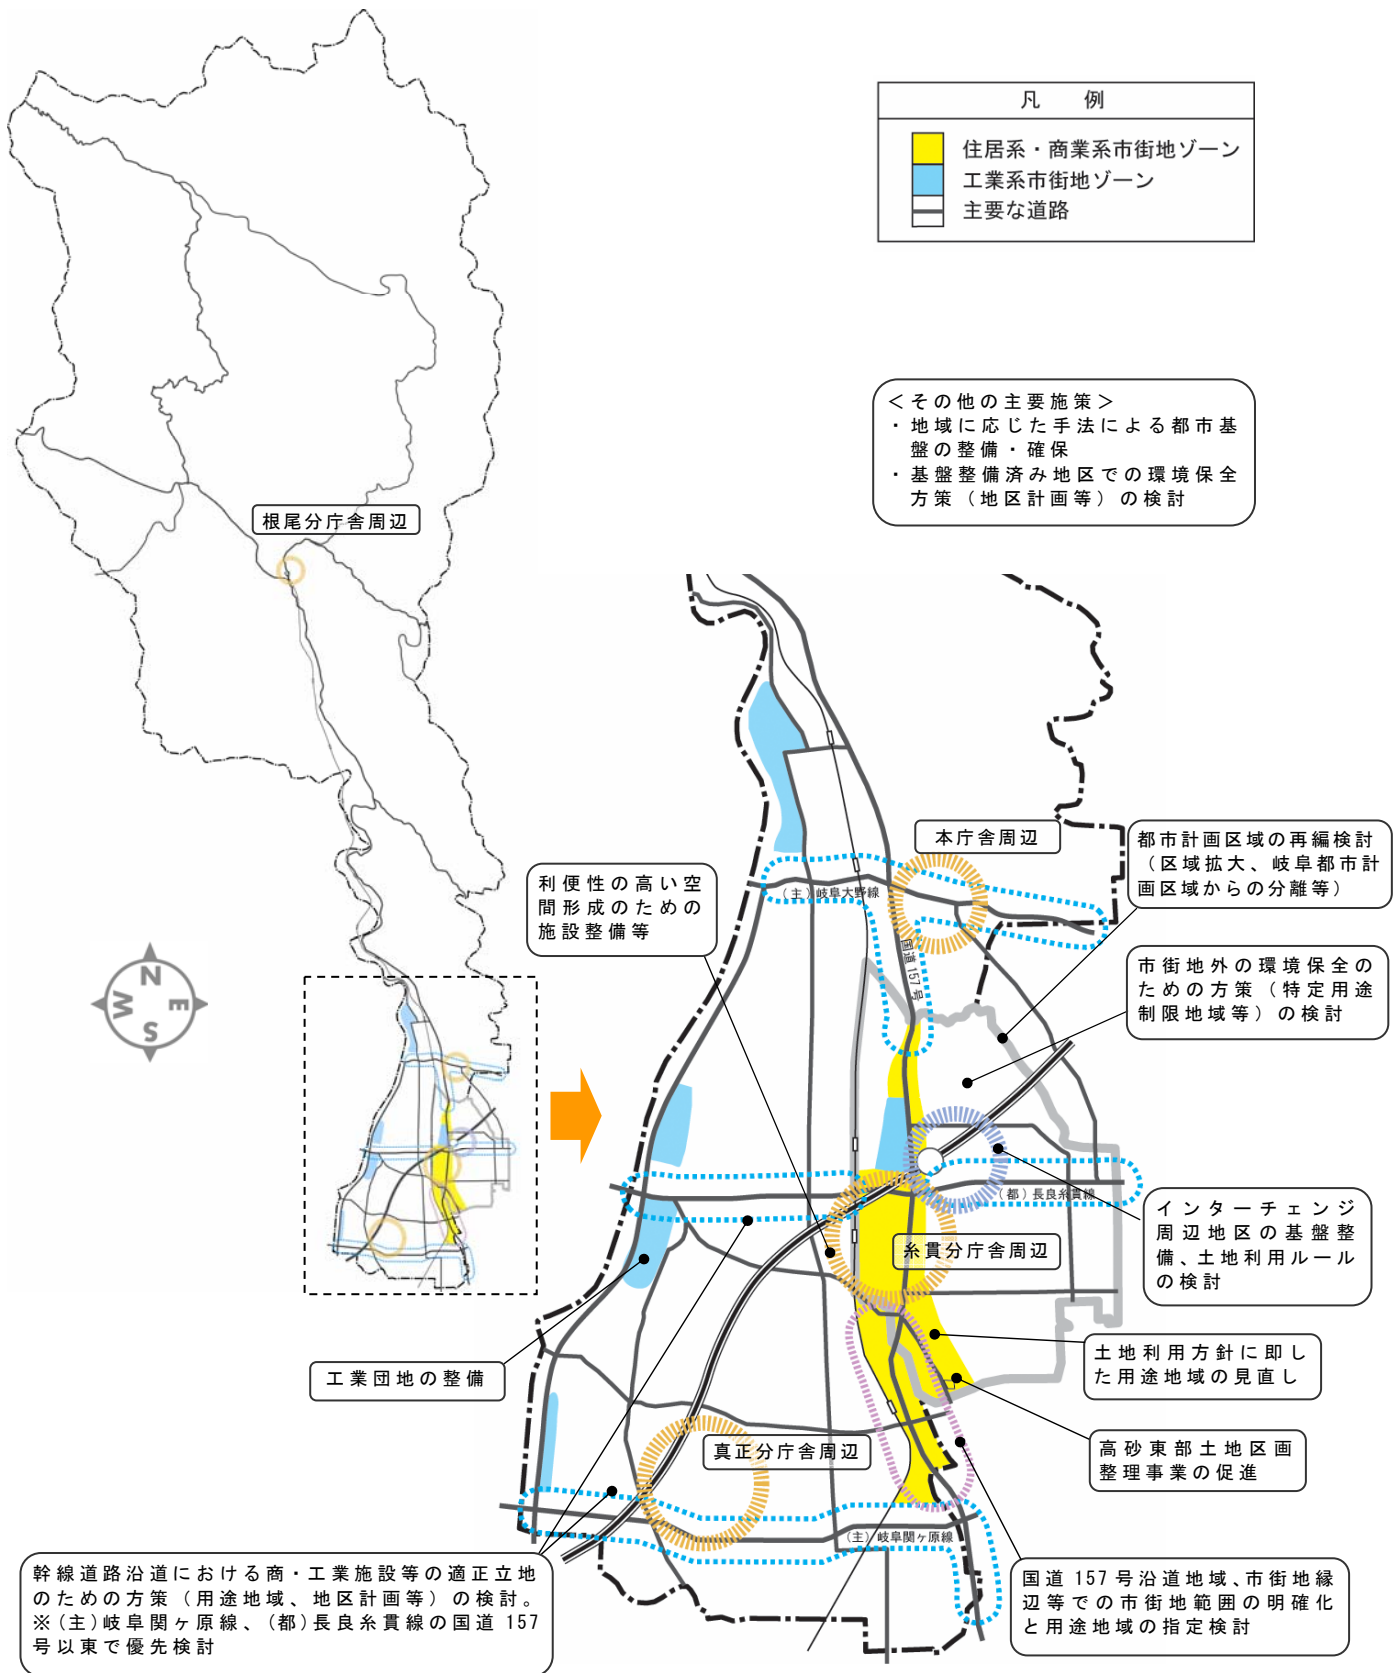 凡 例
住居系・商業系市街地ゾーン
工業系市街地ゾーン
主要な道路
＜その他の主要施策＞
・地域に応じた手法による都市基
盤の整備・確保
・基盤整備済み地区での環境保全
方策（地区計画等）の検討
根尾分庁舎周辺
本庁舎周辺
都市計画区域の再編検討
（区域拡大、岐阜都市計
画区域からの分離等）
利便性の高い空
間形成のための
施設整備等
（主）岐阜大野線
国道157号
市街地外の環境保全の
ための方策（特定用途
制限地域等）の検討
N
W
E
S
（都）長良糸貫線
インターチェンジ
周辺地区の基盤整
備、土地利用ルール
の検討
糸貫分庁舎周辺
工業団地の整備
土地利用方針に即し
た用途地域の見直し
真正分庁舎周辺
高砂東部土地区画
整理事業の促進
（主）岐阜関ヶ原線
幹線道路沿道における商・工業施設等の適正立地
のための方策（用途地域、地区計画等）の検討。
※(主)岐阜関ヶ原線、(都)長良糸貫線の国道157
号以東で優先検討
国道157号沿道地域、市街地縁
辺等での市街地範囲の明確化
と用途地域の指定検討